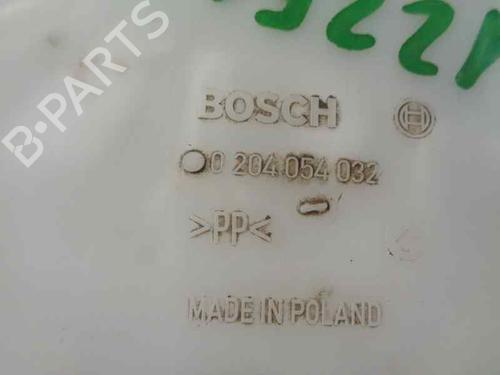 B-PARTS
BOSCH
0 204 054 032
>PP<
MADE IN POLAND